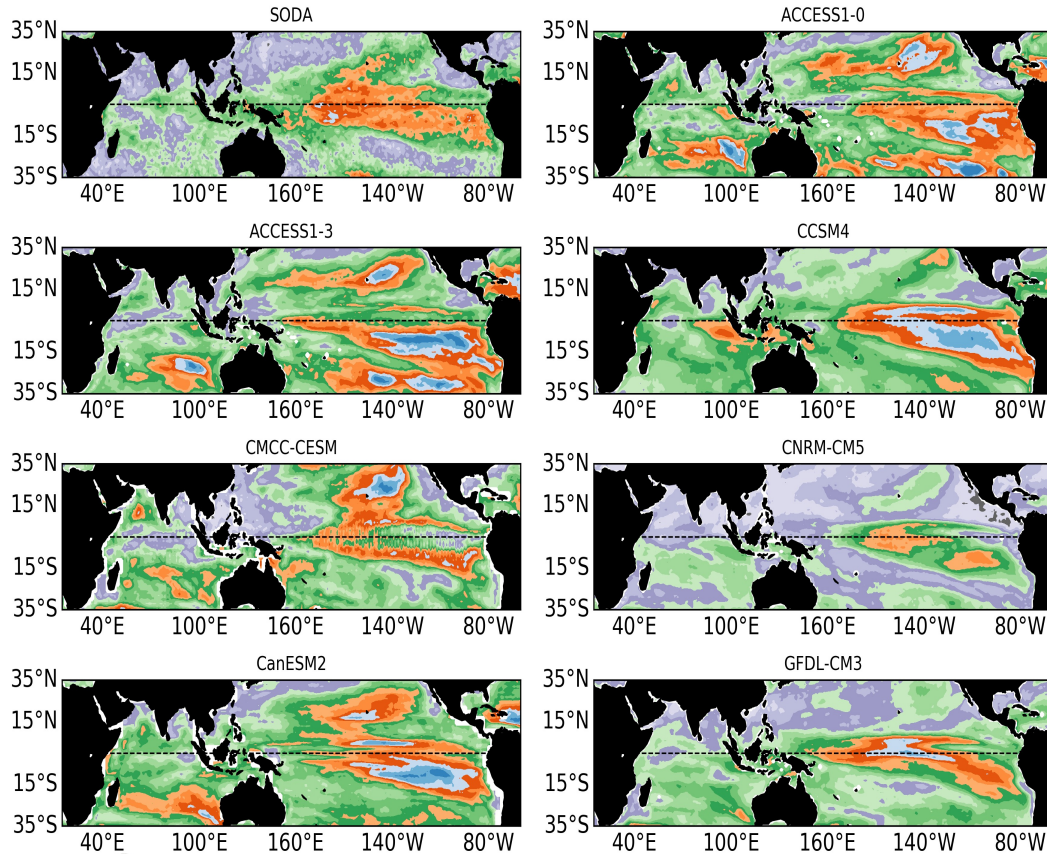 SODA ACCESS1-0
35°N 35°N
15°N 15°N
15°S 15°S
35°S 35°S
40°E 100°E 160°E 140°W 80°W 40°E 100°E 160°E 140°W 80°W
ACCESS1-3 CCSM4
35°N 35°N
15°N 15°N
15°S 15°S
35°S 35°S
40°E 100°E 160°E 140°W 80°W 40°E 100°E 160°E 140°W 80°W
CMCC-CESM CNRM-CM5
35°N 35°N
15°N 15°N
15°S 15°S
35°S 35°S
40°E 100°E 160°E 140°W 80°W 40°E 100°E 160°E 140°W 80°W
CanESM2 GFDL-CM3
35°N 35°N
15°N 15°N
15°S 15°S
35°S 35°S
40°E 100°E 160°E 140°W 80°W 40°E 100°E 160°E 140°W 80°W